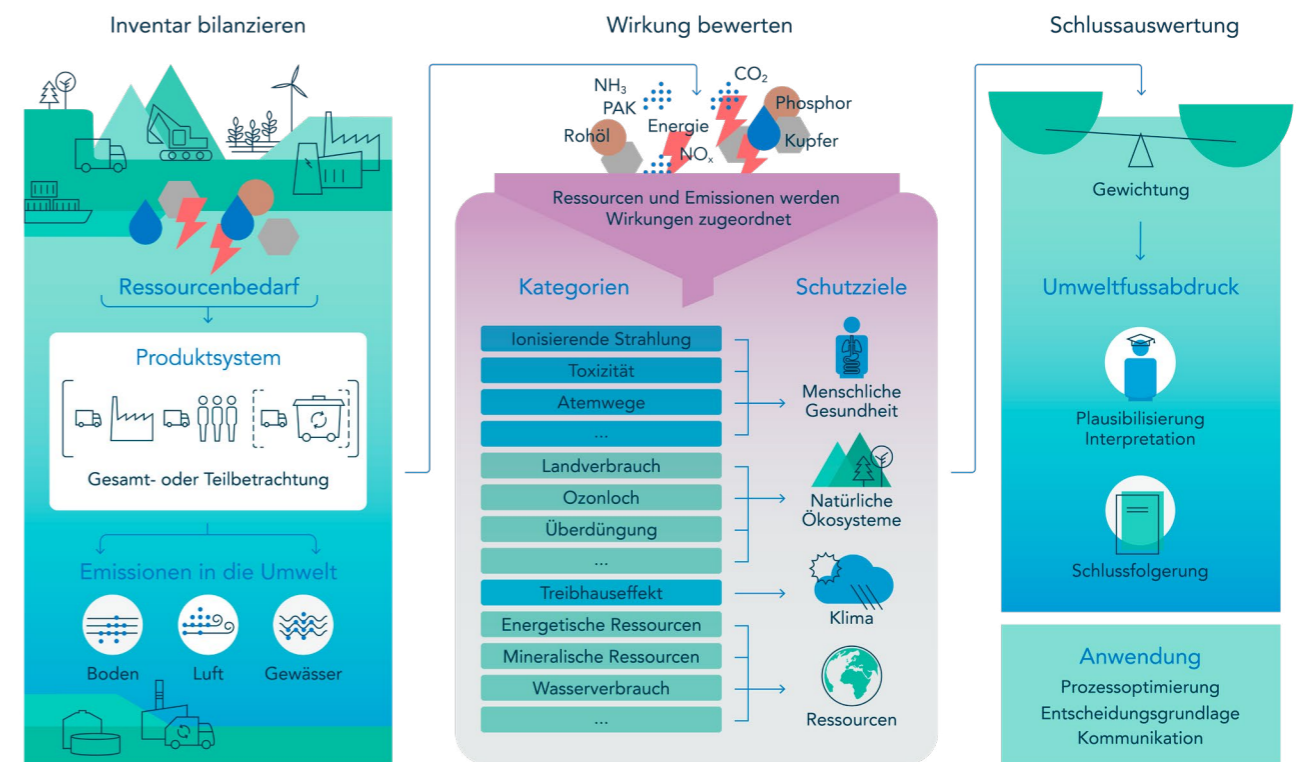 Inventar bilanzieren
Ressourcenbedarf
Produktsystem
Gesamt- oder Teilbetrachtung
Emissionen in die Umwelt
Boden
Luft
Gewässer
Wirkung bewerten
NH₃
CO₂
PAK
Phosphor
Rohöl
Energie
Kupfer
NOₓ
Ressourcen und Emissionen werden
Wirkungen zugeordnet
Kategorien
Ionisierende Strahlung
Toxizität
Atemwege
...
Landverbrauch
Ozonloch
Überdüngung
...
Treibhauseffekt
Energetische Ressourcen
Mineralische Ressourcen
Wasserverbrauch
...
Schutzziele
Menschliche
Gesundheit
Natürliche
Ökosysteme
Klima
Ressourcen
Schlussauswertung
Gewichtung
Umweltfussabdruck
Plausibilisierung
Interpretation
Schlussfolgerung
Anwendung
Prozessoptimierung
Entscheidungsgrundlage
Kommunikation